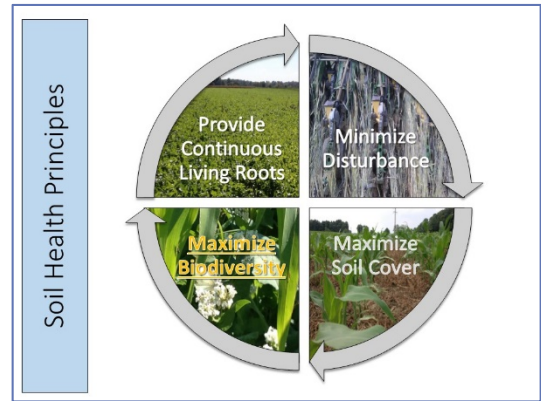 Soil Health Principles
Provide
Continuous
Living Roots
Minimize
Disturbance
Maximize
Biodiversity
Maximize
Soil Cover